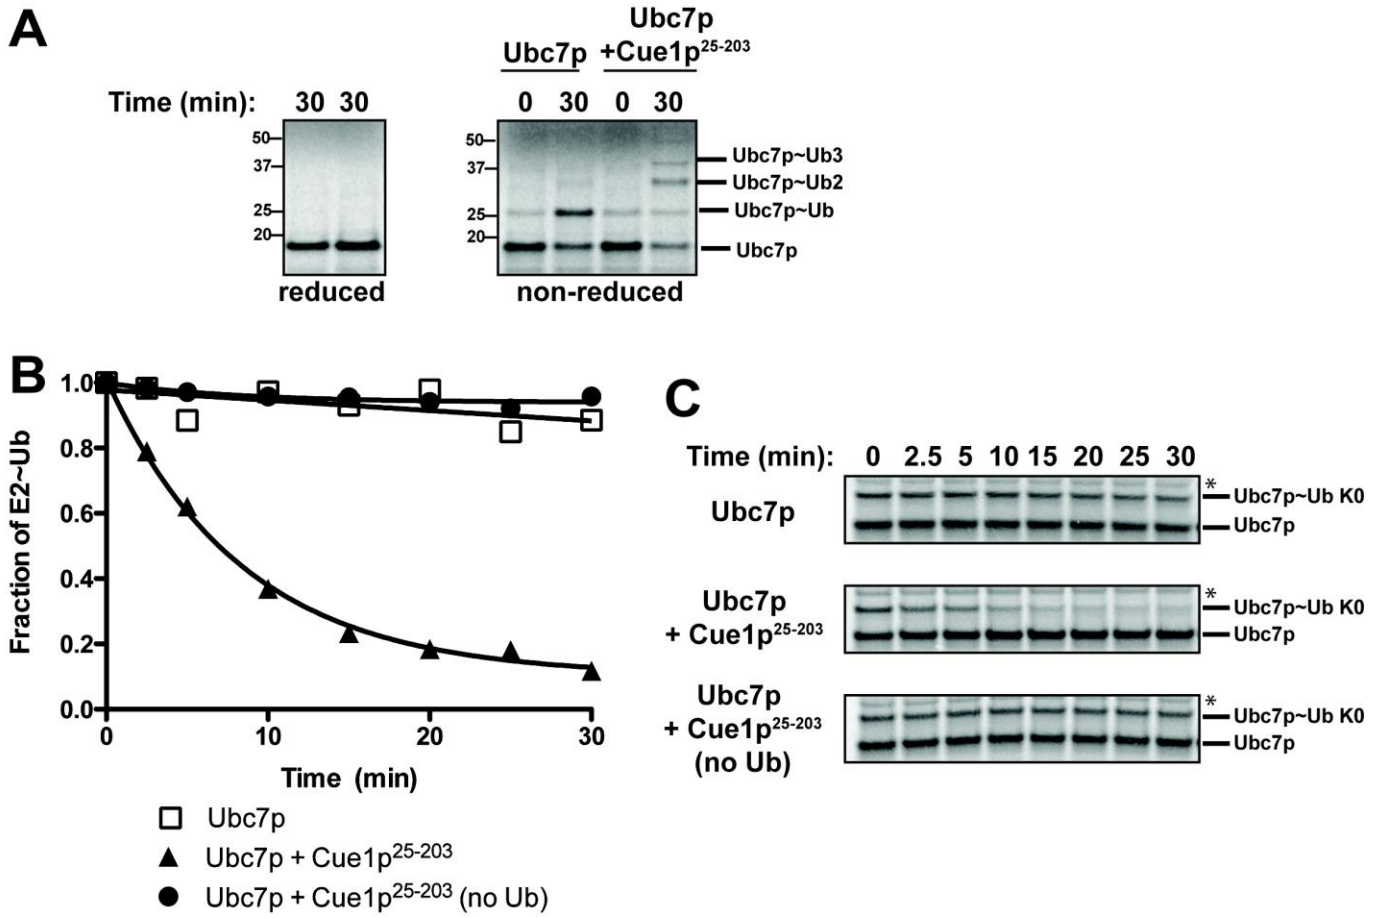 A
Ubc7p
Ubc7p +Cue1p25-203
Time (min): 30 30
0 30 0 30
50
37
25
20
reduced
50
37
25
20
Ubc7p~Ub3
Ubc7p~Ub2
Ubc7p~Ub
Ubc7p
non-reduced
B
Fraction of E2~Ub
1.0
0.8
0.6
0.4
0.2
0.0
0 10 20 30
Time (min)
Ubc7p
Ubc7p + Cue1p25-203
Ubc7p + Cue1p25-203 (no Ub)
C
Time (min): 0 2.5 5 10 15 20 25 30
Ubc7p
*
Ubc7p~Ub K0
Ubc7p
Ubc7p
+ Cue1p25-203
*
Ubc7p~Ub K0
Ubc7p
Ubc7p
+ Cue1p25-203
(no Ub)
*
Ubc7p~Ub K0
Ubc7p